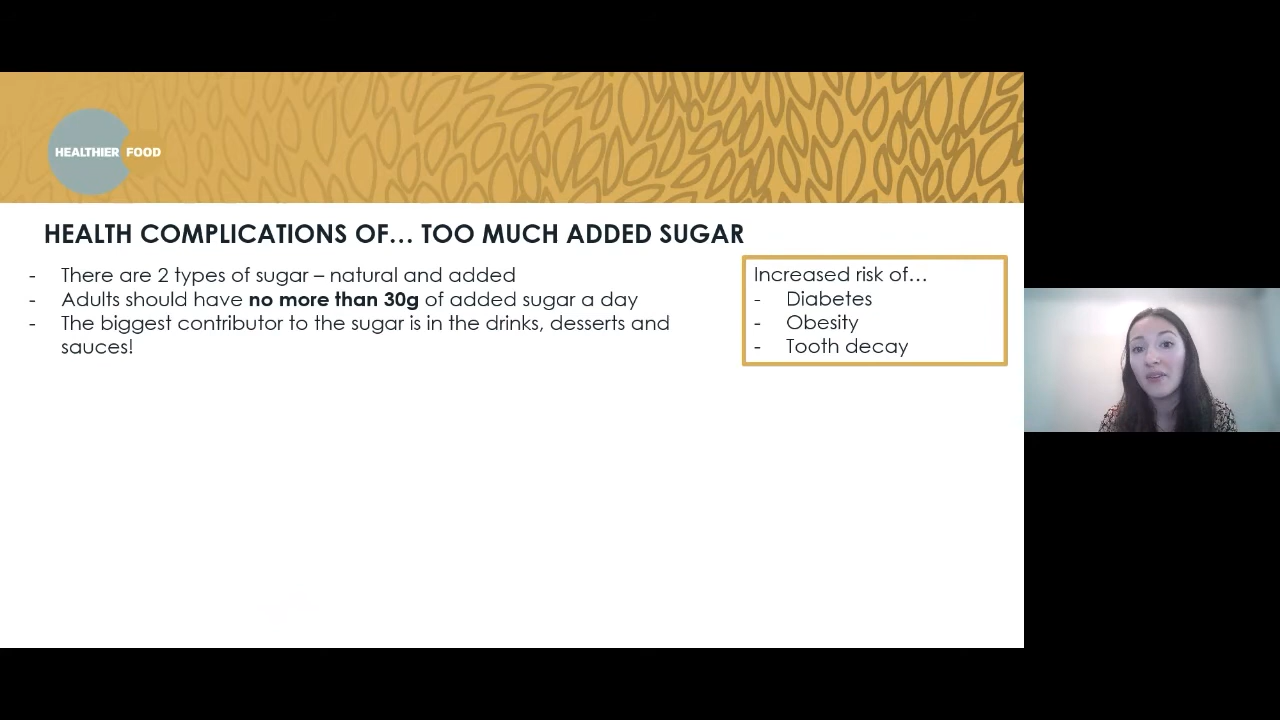 HEALTHIER FOOD
HEALTH COMPLICATIONS OF… TOO MUCH ADDED SUGAR
- There are 2 types of sugar – natural and added
- Adults should have no more than 30g of added sugar a day
- The biggest contributor to the sugar is in the drinks, desserts and
sauces!
Increased risk of…
- Diabetes
- Obesity
- Tooth decay